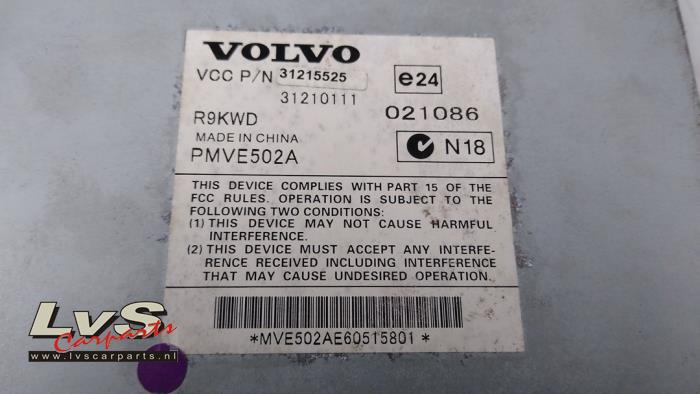 VOLVO
VCC P/N 31215525 e24
31210111
R9KWD 021086
MADE IN CHINA
PMVE502A N18
THIS DEVICE COMPLIES WITH PART 15 OF THE
FCC RULES. OPERATION IS SUBJECT TO THE
FOLLOWING TWO CONDITIONS:
(1) THIS DEVICE MAY NOT CAUSE HARMFUL
INTERFERENCE.
(2) THIS DEVICE MUST ACCEPT ANY INTERFE-
RENCE RECEIVED INCLUDING INTERFERENCE
THAT MAY CAUSE UNDESIRED OPERATION.
*MVE502AE60515801*
LvS
Carparts
www.lvscarparts.nl